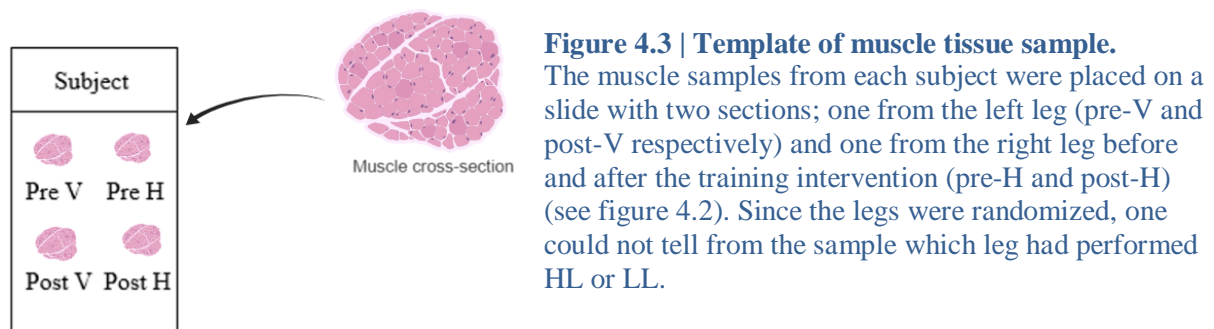 Subject
Pre V Pre H
Post V Post H
Muscle cross-section
Figure 4.3 | Template of muscle tissue sample.
The muscle samples from each subject were placed on a
slide with two sections; one from the left leg (pre-V and
post-V respectively) and one from the right leg before
and after the training intervention (pre-H and post-H)
(see figure 4.2). Since the legs were randomized, one
could not tell from the sample which leg had performed
HL or LL.